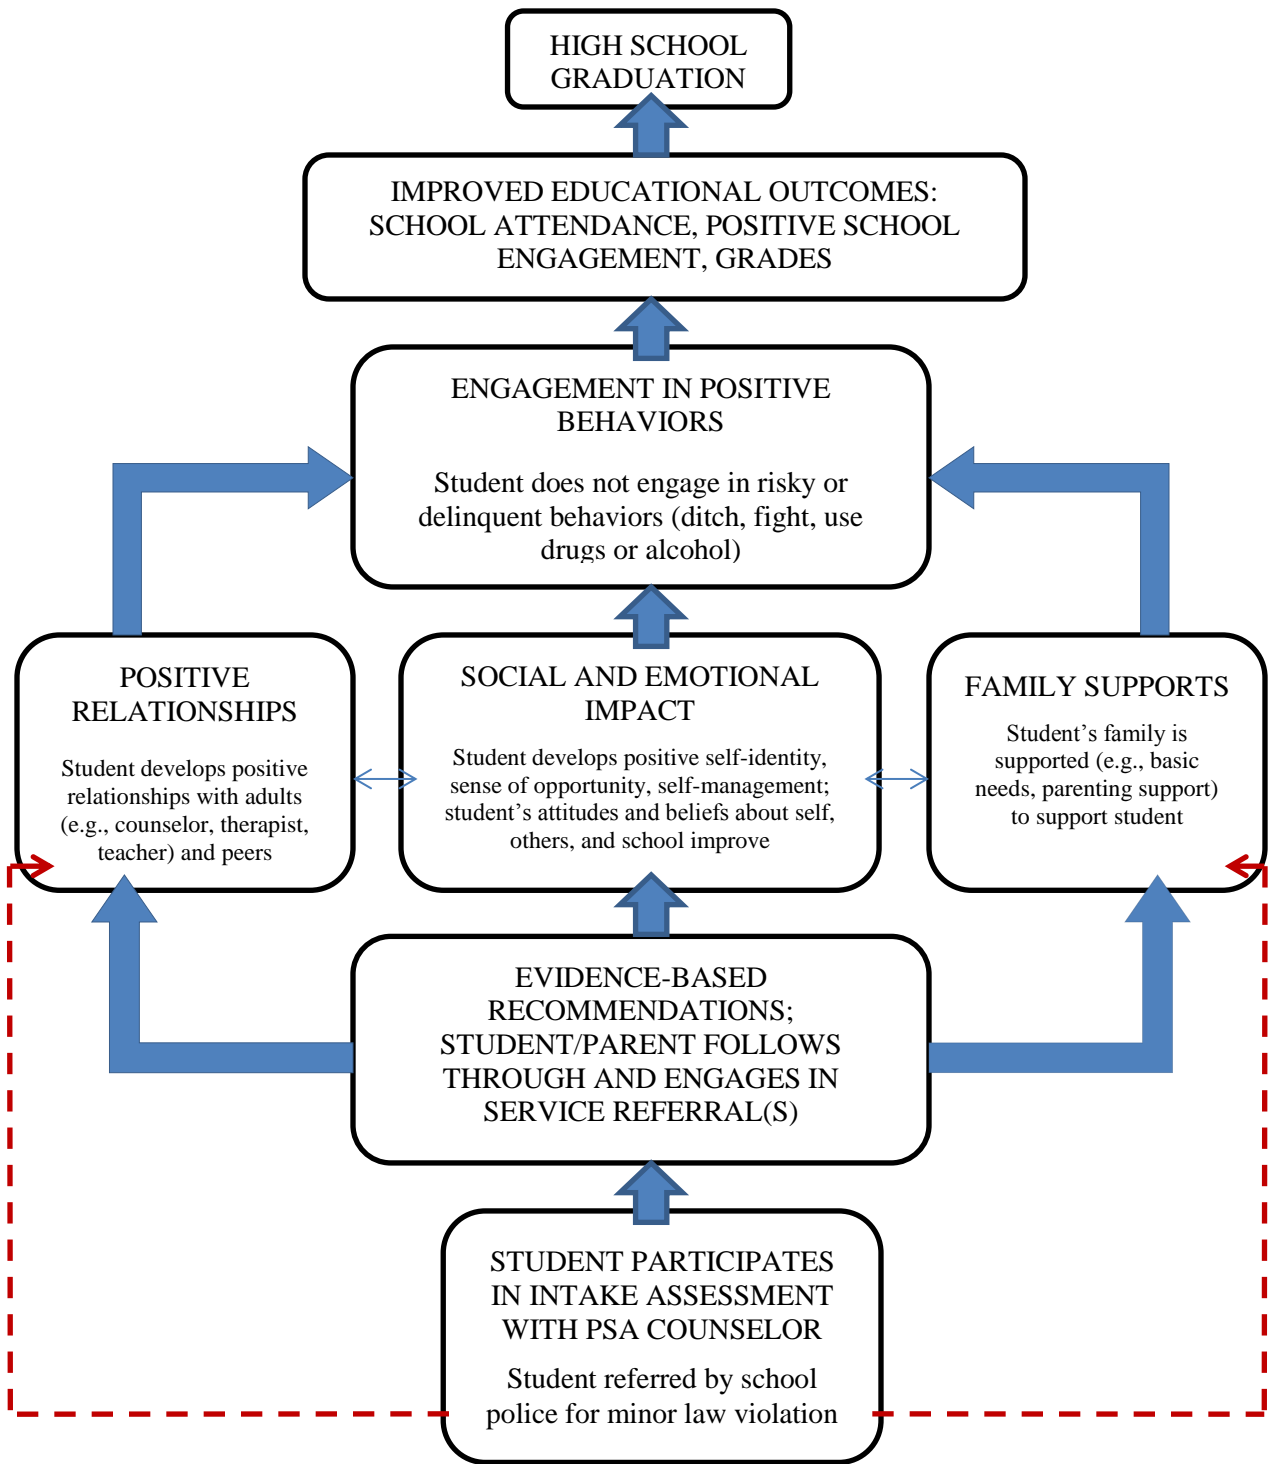 HIGH SCHOOL
GRADUATION
IMPROVED EDUCATIONAL OUTCOMES:
SCHOOL ATTENDANCE, POSITIVE SCHOOL
ENGAGEMENT, GRADES
ENGAGEMENT IN POSITIVE
BEHAVIORS
Student does not engage in risky or
delinquent behaviors (ditch, fight, use
drugs or alcohol)
POSITIVE
RELATIONSHIPS
Student develops positive
relationships with adults
(e.g., counselor, therapist,
teacher) and peers
SOCIAL AND EMOTIONAL
IMPACT
Student develops positive self-identity,
sense of opportunity, self-management;
student’s attitudes and beliefs about self,
others, and school improve
FAMILY SUPPORTS
Student’s family is
supported (e.g., basic
needs, parenting support)
to support student
EVIDENCE-BASED
RECOMMENDATIONS;
STUDENT/PARENT FOLLOWS
THROUGH AND ENGAGES IN
SERVICE REFERRAL(S)
STUDENT PARTICIPATES
IN INTAKE ASSESSMENT
WITH PSA COUNSELOR
Student referred by school
police for minor law violation